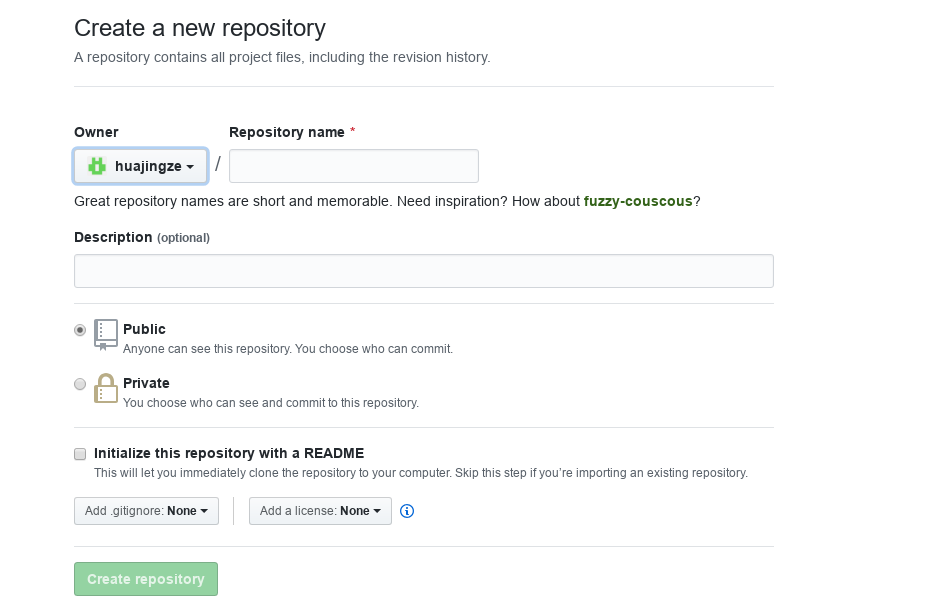 Create a new repository
A repository contains all project files, including the revision history.
Owner
Repository name *
huajingze
/
Great repository names are short and memorable. Need inspiration? How about fuzzy-couscous?
Description (optional)
Public
Anyone can see this repository. You choose who can commit.
Private
You choose who can see and commit to this repository.
Initialize this repository with a README
This will let you immediately clone the repository to your computer. Skip this step if you’re importing an existing repository.
Add .gitignore: None
Add a license: None
Create repository